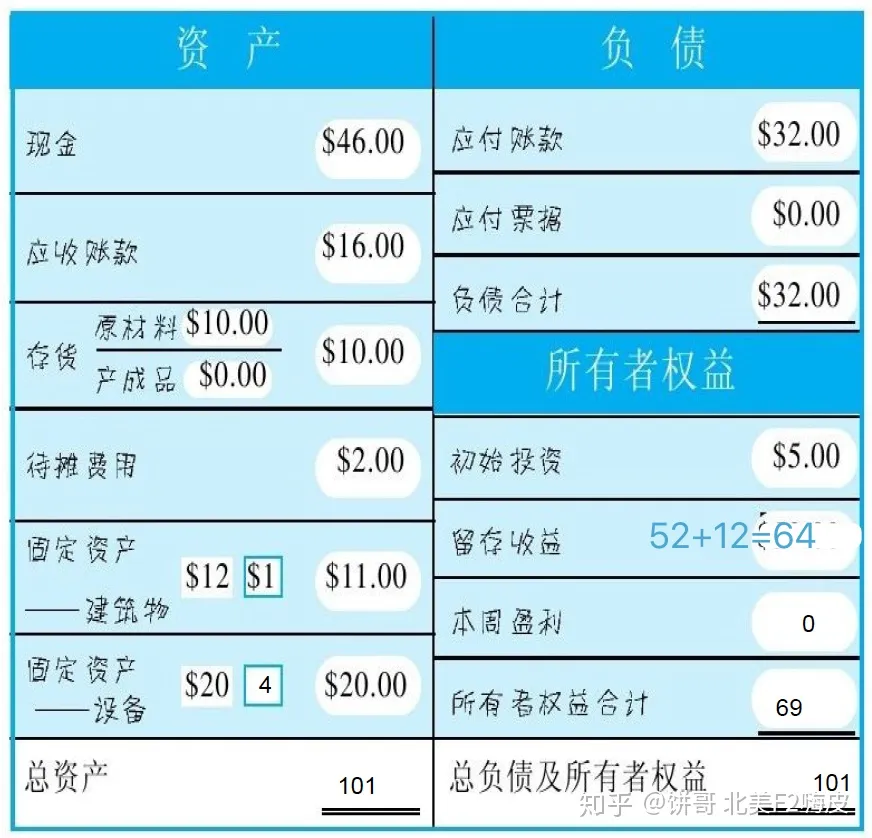 资 产
现金 $46.00
应收账款 $16.00
存货 原材料 $10.00 $10.00
产成品 $0.00
待摊费用 $2.00
固定资产
——建筑物 $12 $1 $11.00
固定资产
——设备 $20 4 $20.00
总资产 101
负 债
应付账款 $32.00
应付票据 $0.00
负债合计 $32.00
所有者权益
初始投资 $5.00
留存收益 52+12=64
本周盈利 0
所有者权益合计 69
总负债及所有者权益 101
知乎 @饼哥 北美F2嗨皮